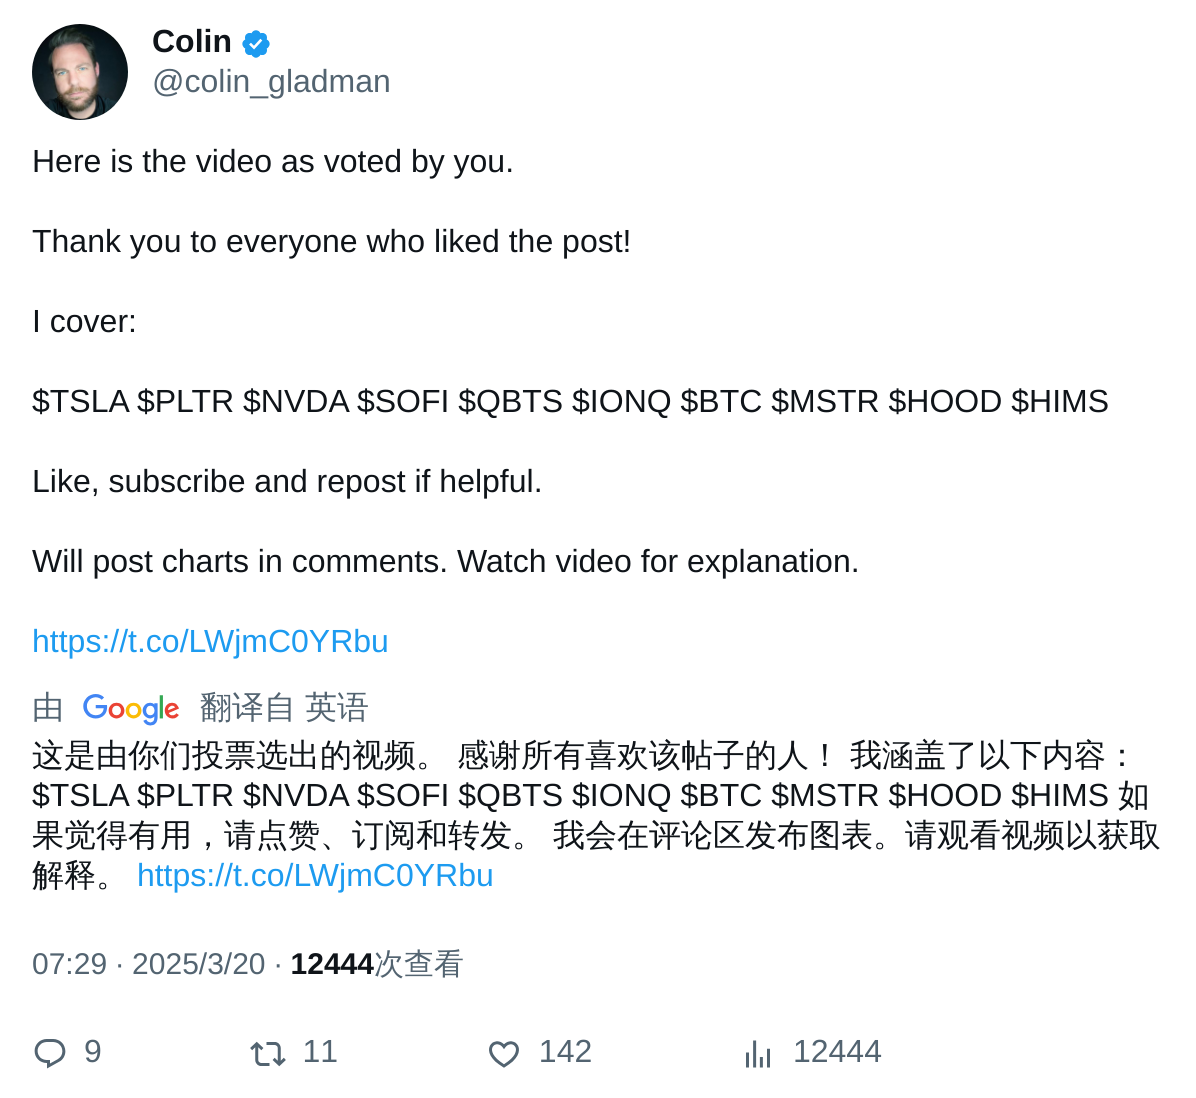 Colin
@colin_gladman
Here is the video as voted by you.
Thank you to everyone who liked the post!
I cover:
$TSLA $PLTR $NVDA $SOFI $QBTS $IONQ $BTC $MSTR $HOOD $HIMS
Like, subscribe and repost if helpful.
Will post charts in comments. Watch video for explanation.
https://t.co/LWjmC0YRbu
由 Google 翻译自 英语
这是由你们投票选出的视频。 感谢所有喜欢该帖子的人！ 我涵盖了以下内容：
$TSLA $PLTR $NVDA $SOFI $QBTS $IONQ $BTC $MSTR $HOOD $HIMS 如
果觉得有用，请点赞、订阅和转发。 我会在评论区发布图表。请观看视频以获取
解释。 https://t.co/LWjmC0YRbu
07:29 · 2025/3/20 · 12444次查看
9 11 142 12444